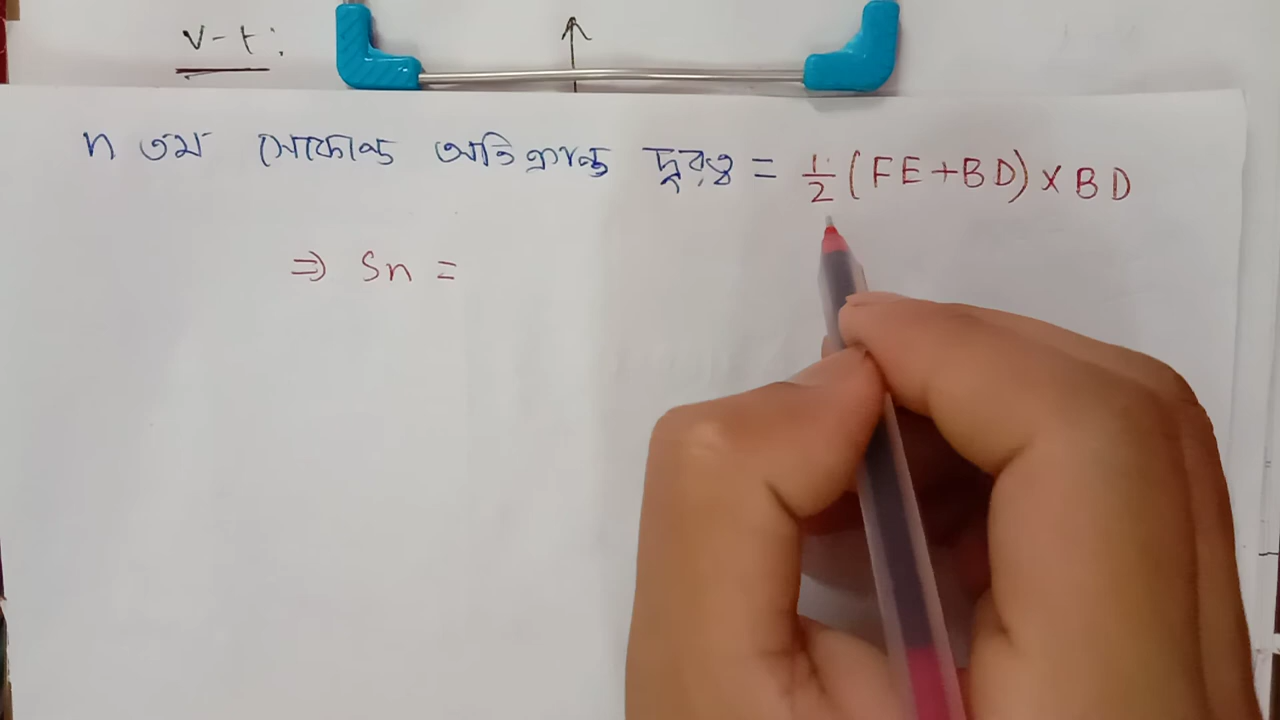 v-t:
n তম সেকেন্ডে অতিক্রান্ত দূরত্ব = 1/2 (FE+BD) × BD
⇒ Sn =